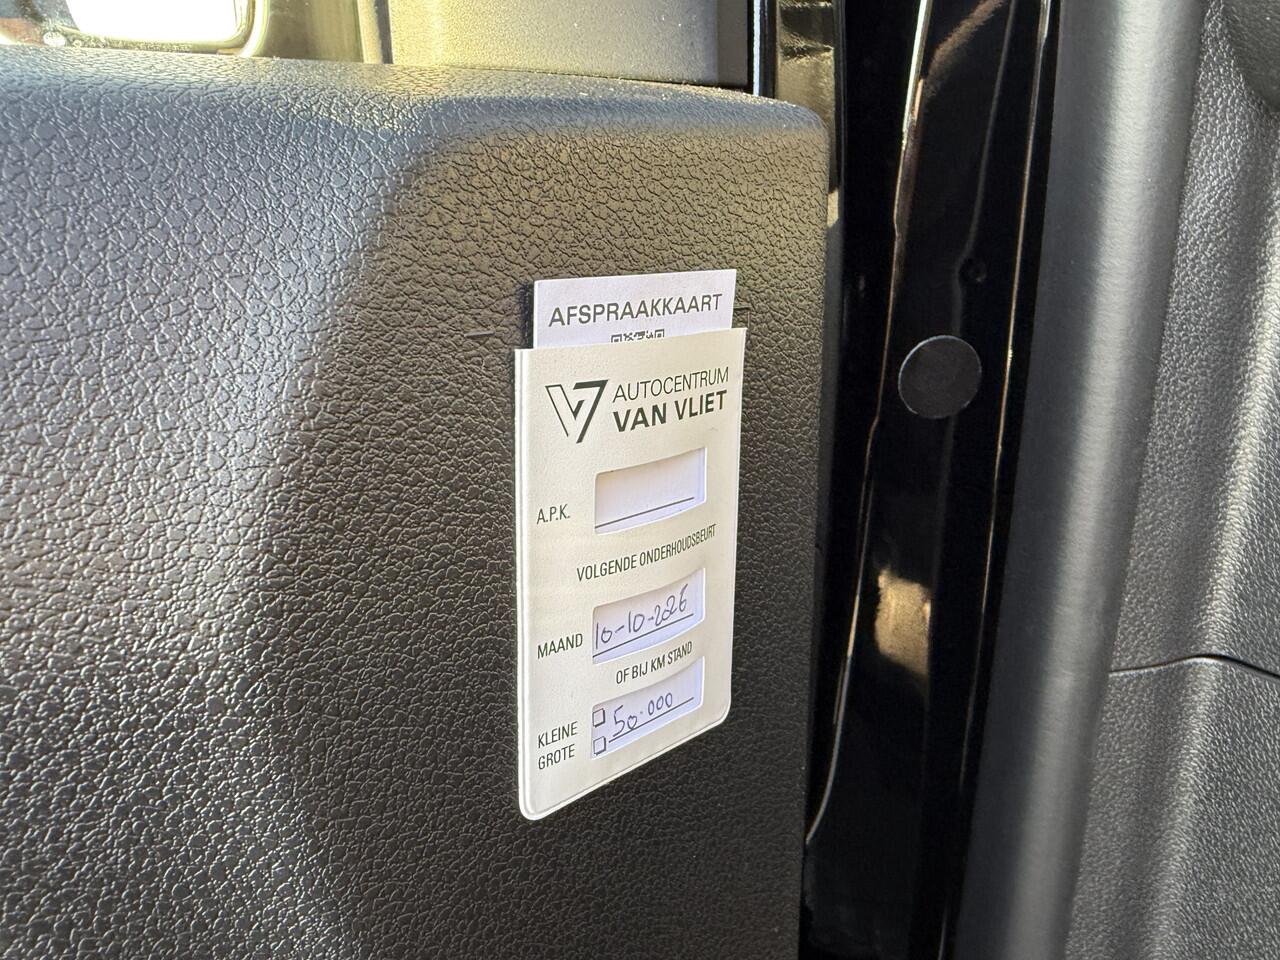 AFSPRAAKKAART
AUTOCENTRUM
VAN VLIET
A.P.K.
VOLGENDE ONDERHOUDSBEURT
MAAND 10-10-2026
OF BIJ KM STAND
KLEINE 50.000
GROTE